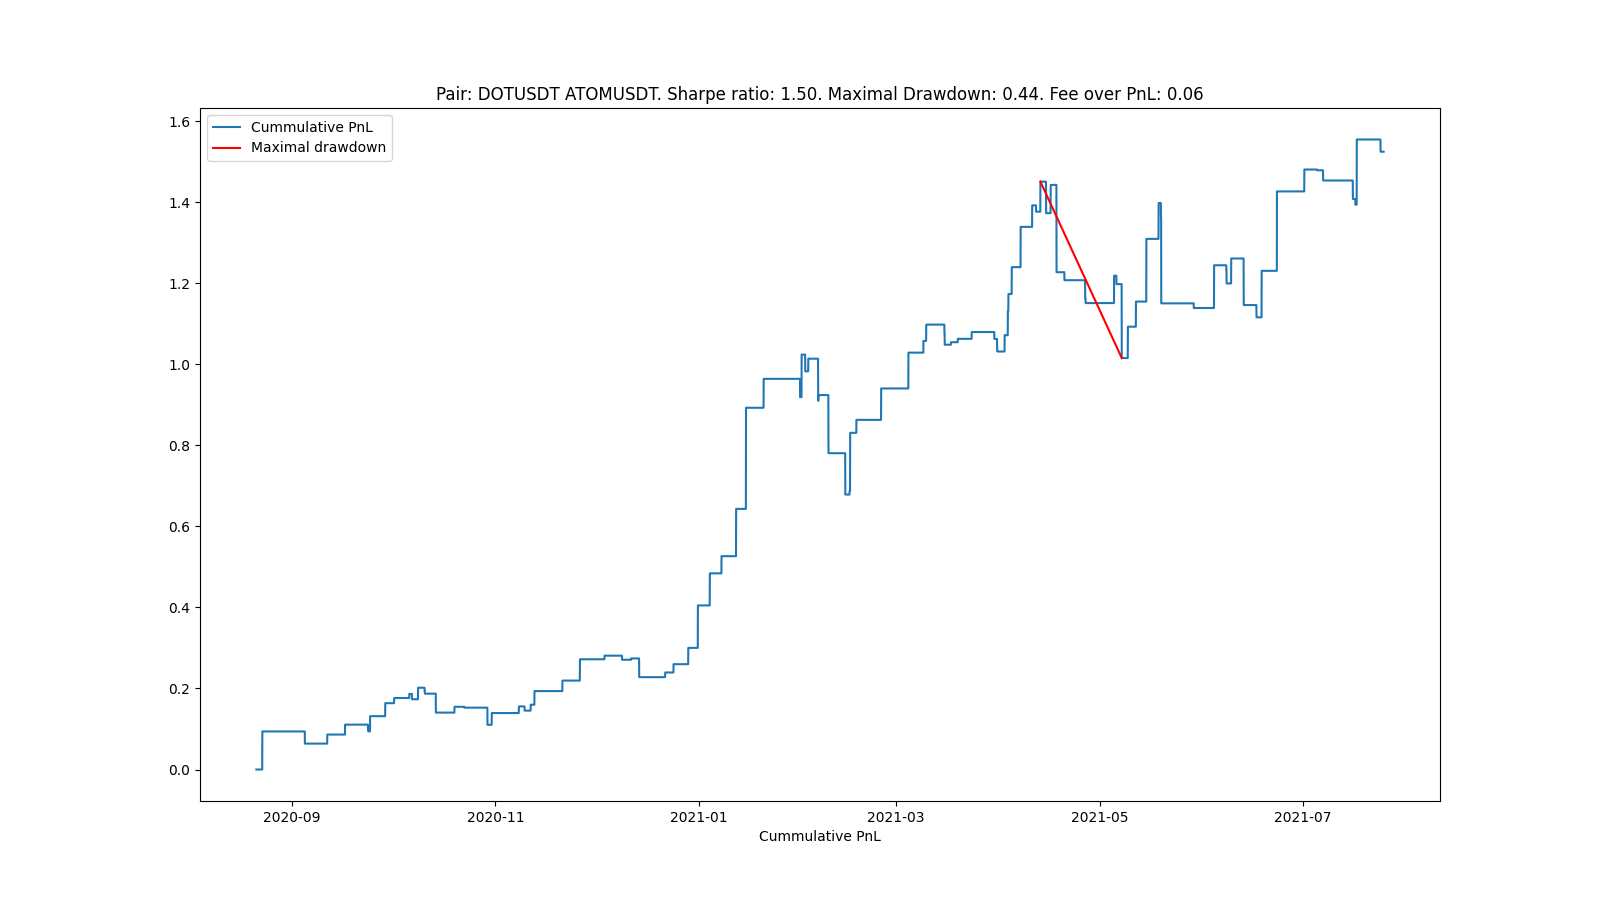 Pair: DOTUSDT ATOMUSDT. Sharpe ratio: 1.50. Maximal Drawdown: 0.44. Fee over PnL: 0.06
Cummulative PnL
Maximal drawdown
1.6
1.4
1.2
1.0
0.8
0.6
0.4
0.2
0.0
2020-09 2020-11 2021-01 2021-03 2021-05 2021-07
Cummulative PnL